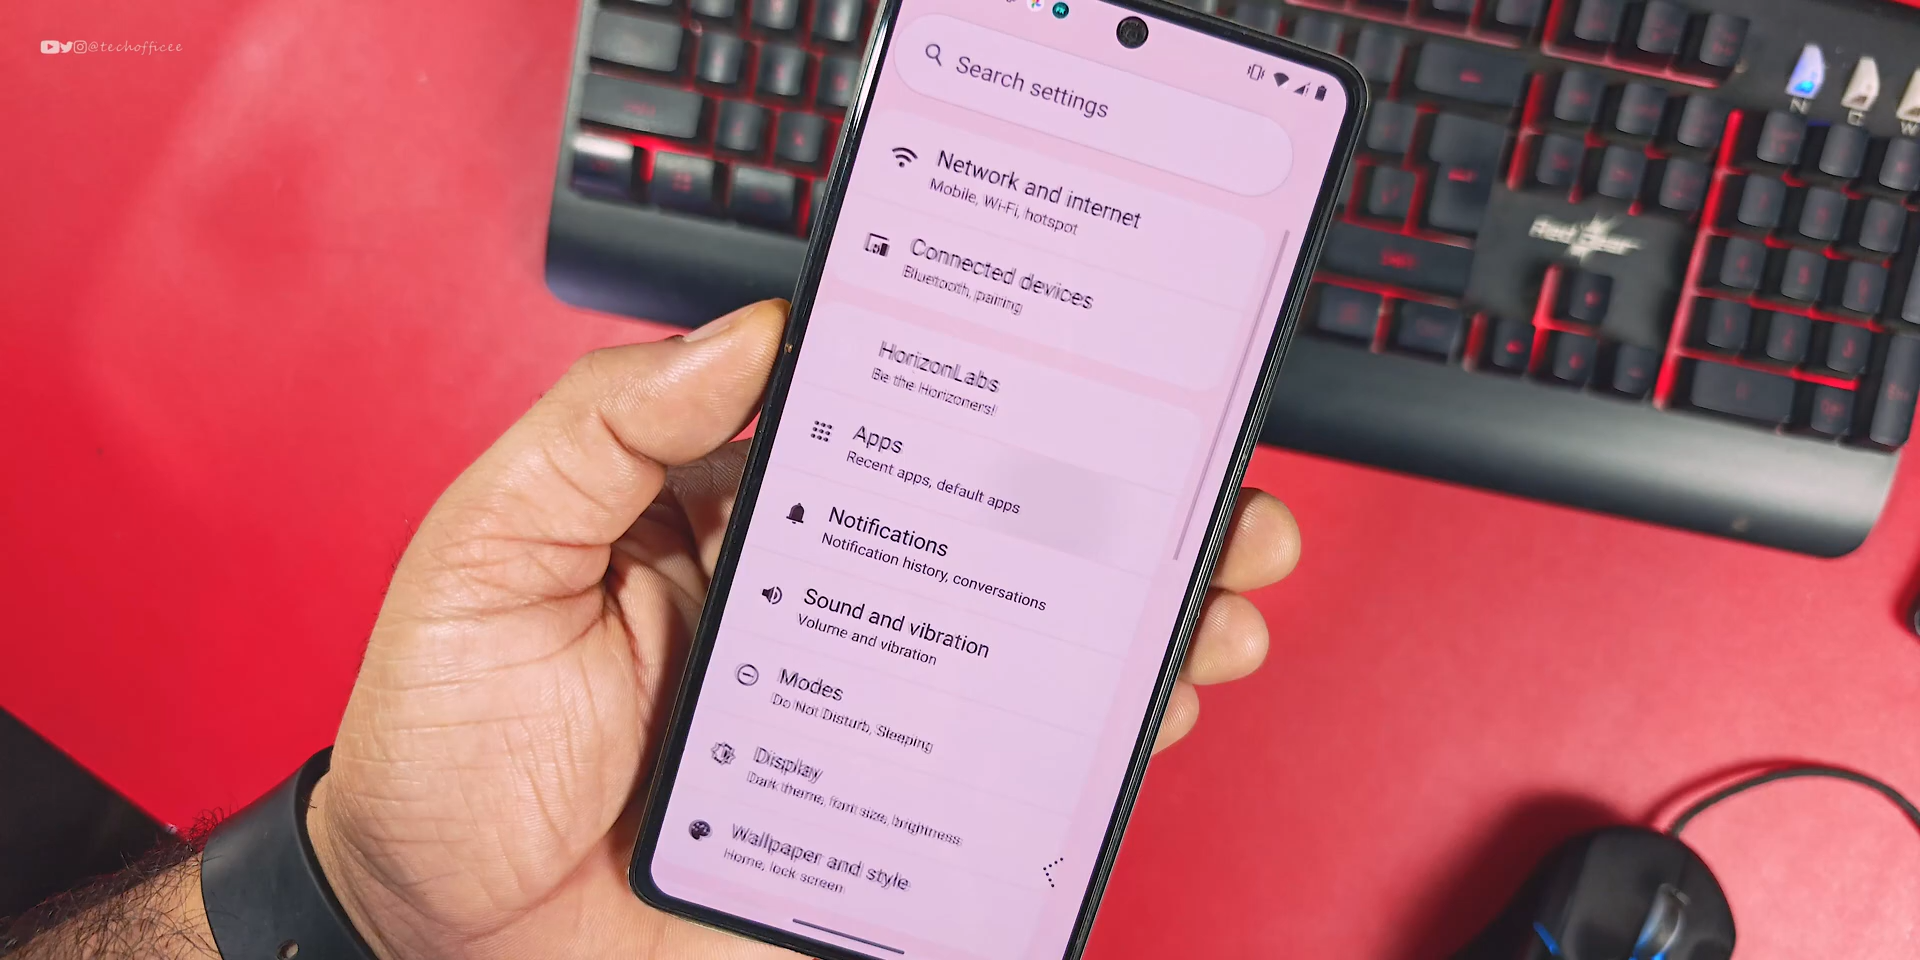 @techofficee
Search settings
Network and internet
Mobile, Wi-Fi, hotspot
Connected devices
Bluetooth, pairing
HorizonLabs
Be the Horizoners!
Apps
Recent apps, default apps
Notifications
Notification history, conversations
Sound and vibration
Volume and vibration
Modes
Do Not Disturb, Sleeping
Display
Dark theme, font size, brightness
Wallpaper and style
Home, lock screen
Redgear
N
C
W